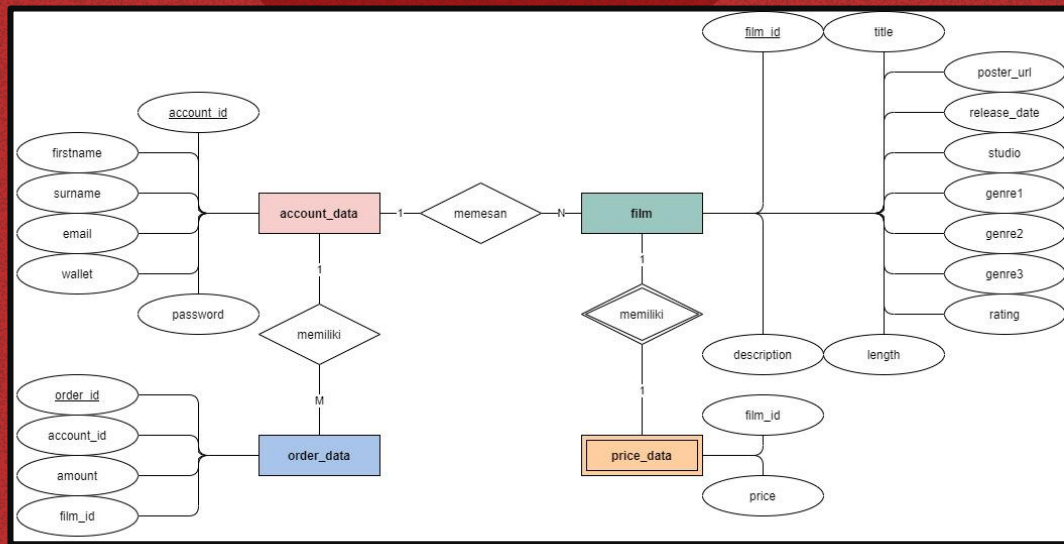 film_id
title
poster_url
account_id
release_date
firstname
studio
surname
account_data
1
memesan
N
film
genre1
email
genre2
wallet
1
1
genre3
password
memiliki
memiliki
rating
description
length
order_id
1
M
film_id
account_id
order_data
price_data
amount
price
film_id